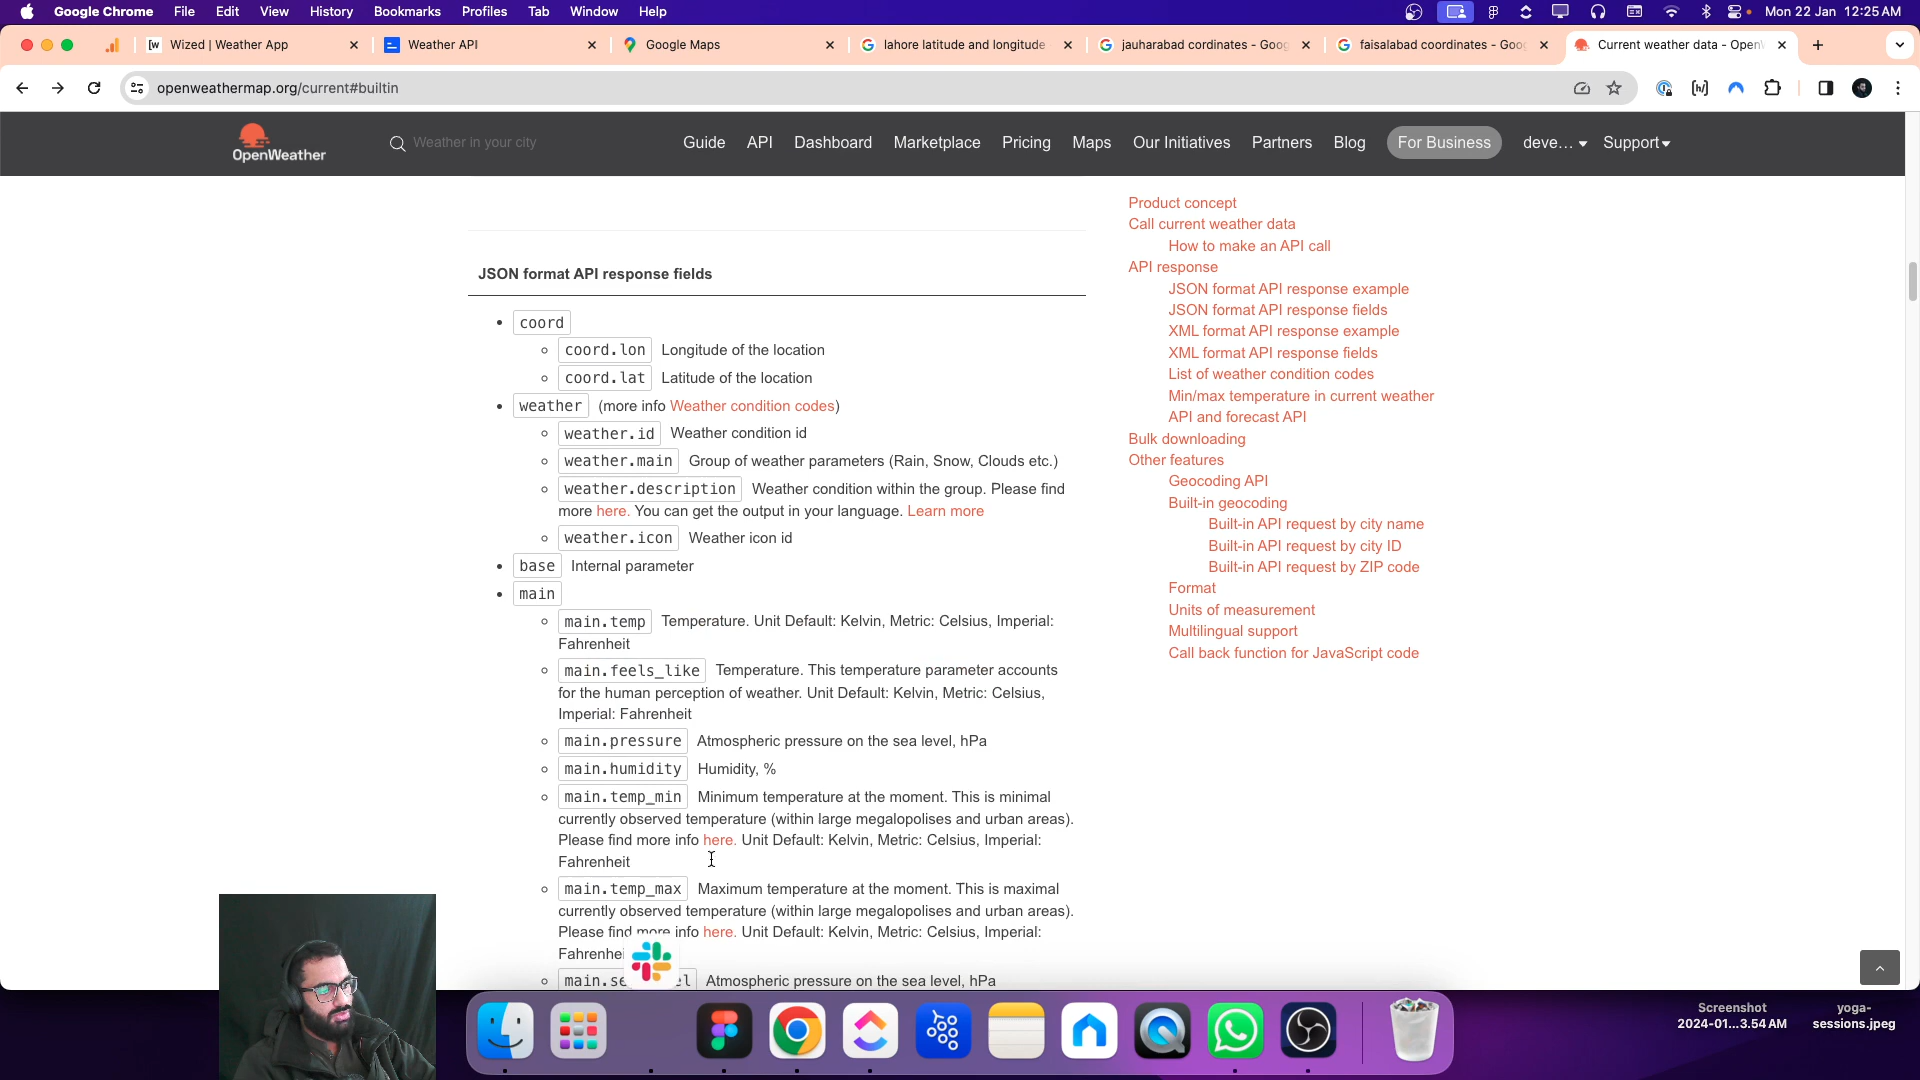 Google Chrome File Edit View History Bookmarks Profiles Tab Window Help Mon 22 Jan 12:25 AM
Wized | Weather App Weather API Google Maps lahore latitude and longitude jauharabad cordinates - Goog faisalabad coordinates - Goog Current weather data - Open
openweathermap.org/current#builtin
OpenWeather Weather in your city Guide API Dashboard Marketplace Pricing Maps Our Initiatives Partners Blog For Business deve... Support
JSON format API response fields
coord
coord.lon Longitude of the location
coord.lat Latitude of the location
weather (more info Weather condition codes)
weather.id Weather condition id
weather.main Group of weather parameters (Rain, Snow, Clouds etc.)
weather.description Weather condition within the group. Please find
more here. You can get the output in your language. Learn more
weather.icon Weather icon id
base Internal parameter
main
main.temp Temperature. Unit Default: Kelvin, Metric: Celsius, Imperial:
Fahrenheit
main.feels_like Temperature. This temperature parameter accounts
for the human perception of weather. Unit Default: Kelvin, Metric: Celsius,
Imperial: Fahrenheit
main.pressure Atmospheric pressure on the sea level, hPa
main.humidity Humidity, %
main.temp_min Minimum temperature at the moment. This is minimal
currently observed temperature (within large megalopolises and urban areas).
Please find more info here. Unit Default: Kelvin, Metric: Celsius, Imperial:
Fahrenheit
main.temp_max Maximum temperature at the moment. This is maximal
currently observed temperature (within large megalopolises and urban areas).
Please find more info here. Unit Default: Kelvin, Metric: Celsius, Imperial:
Fahrenhei
main.se l Atmospheric pressure on the sea level, hPa
Product concept
Call current weather data
How to make an API call
API response
JSON format API response example
JSON format API response fields
XML format API response example
XML format API response fields
List of weather condition codes
Min/max temperature in current weather
API and forecast API
Bulk downloading
Other features
Geocoding API
Built-in geocoding
Built-in API request by city name
Built-in API request by city ID
Built-in API request by ZIP code
Format
Units of measurement
Multilingual support
Call back function for JavaScript code
Screenshot
2024-01...3.54 AM
yoga-
sessions.jpeg